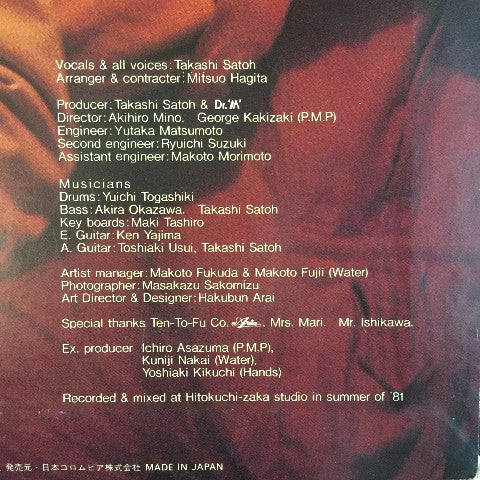 Vocals & all voices:Takashi Satoh
Arranger & contracter:Mitsuo Hagita
Producer:Takashi Satoh & Dr.'M'
Director:Akihiro Mino. George Kakizaki (P.M.P)
Engineer:Yutaka Matsumoto
Second engineer:Ryuichi Suzuki
Assistant engineer:Makoto Morimoto
Musicians
Drums:Yuichi Togashiki
Bass:Akira Okazawa. Takashi Satoh
Key boards:Maki Tashiro
E. Guitar:Ken Yajima
A. Guitar:Toshiaki Usui, Takashi Satoh
Artist manager:Makoto Fukuda & Makoto Fujii (Water)
Photographer:Masakazu Sakomizu
Art Director & Designer:Hakubun Arai
Special thanks Ten-To-Fu Co. Mrs. Mari. Mr. Ishikawa.
Ex. producer Ichiro Asazuma (P.M.P),
Kuniji Nakai (Water),
Yoshiaki Kikuchi (Hands)
Recorded & mixed at Hitokuchi-zaka studio in summer of '81
発売元・日本コロムビア株式会社 MADE IN JAPAN